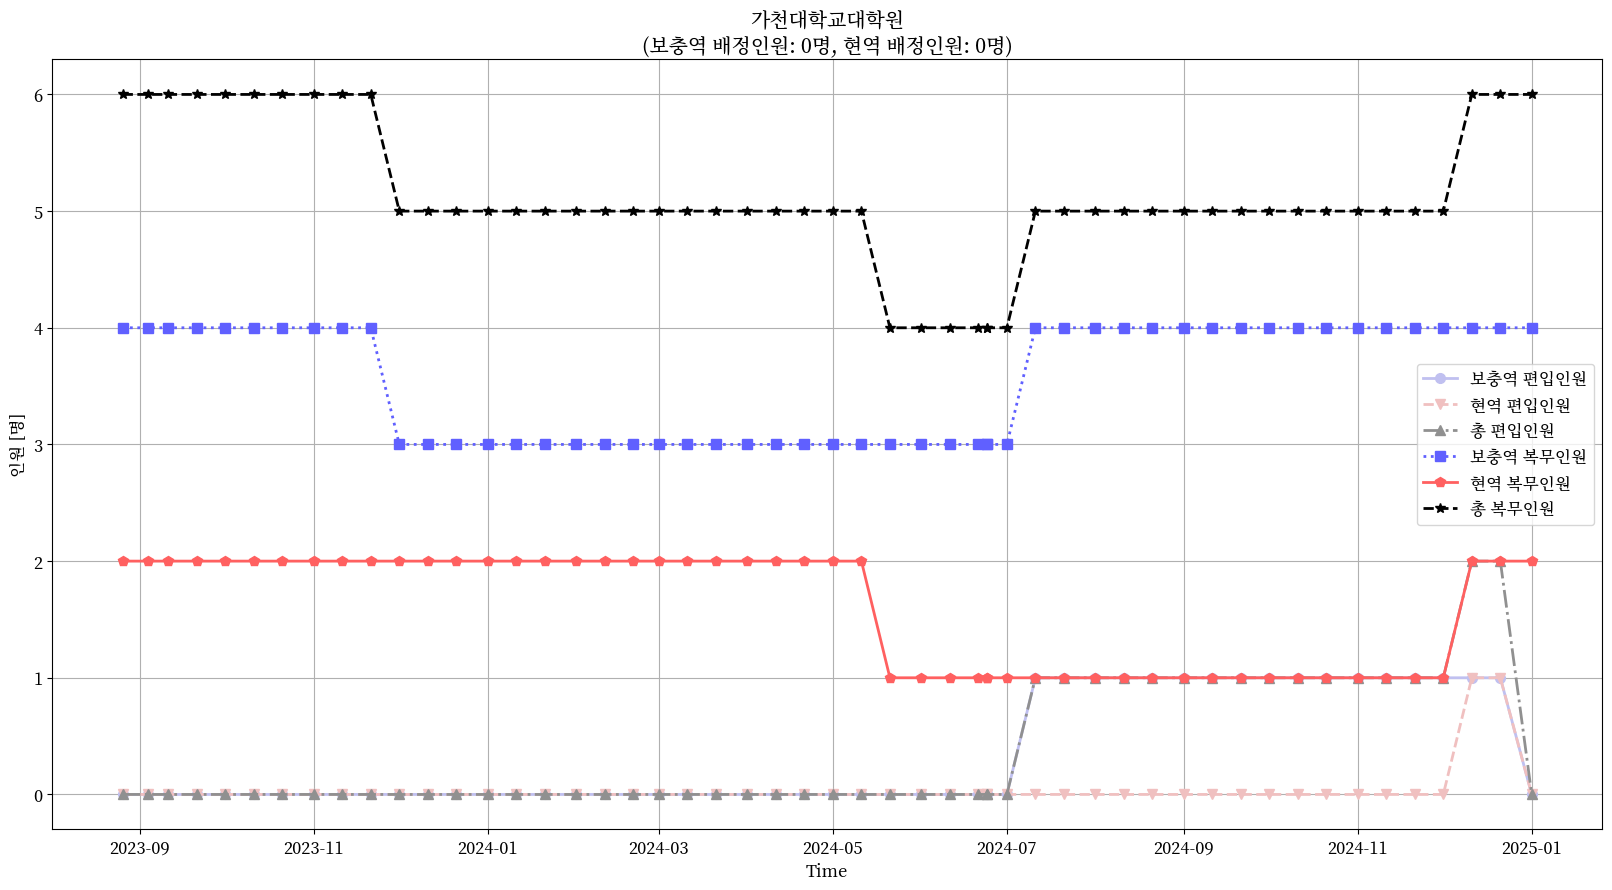 가천대학교대학원
(보충역 배정인원: 0명, 현역 배정인원: 0명)
인원 [명]
6
5
4
3
2
1
0
보충역 편입인원
현역 편입인원
총 편입인원
보충역 복무인원
현역 복무인원
총 복무인원
2023-09
2023-11
2024-01
2024-03
2024-05
2024-07
2024-09
2024-11
2025-01
Time